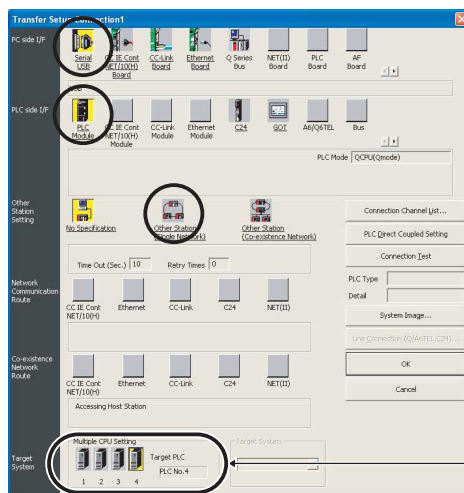 Transfer Setup Connection1
PC side I/F
Serial USB
CC IE Cont NET/10(H) Board
CC-Link Board
Ethernet Board
Q Series Bus
NET(II) Board
PLC Board
AF Board
USB
PLC side I/F
PLC Module
CC IE Cont NET/10(H) Module
CC-Link Module
Ethernet Module
C24
GOT
A6/Q6TEL
Bus
PLC Mode QCPU(Qmode)
Other Station Setting
No Specification
Other Station (Single Network)
Other Station (Co-existence Network)
Time Out (Sec.) 10 Retry Times 0
Connection Channel List...
PLC Direct Coupled Setting
Connection Test
PLC Type
Detail
System Image...
Line Connection (Q/A6TEL,C24)...
OK
Cancel
Network Communication Route
CC IE Cont NET/10(H)
Ethernet
CC-Link
C24
NET(II)
Co-existence Network Route
CC IE Cont NET/10(H)
Ethernet
CC-Link
C24
NET(II)
Accessing Host Station
Target System
Multiple CPU Setting
1 2 3 4
Target PLC
PLC No.4
Target System